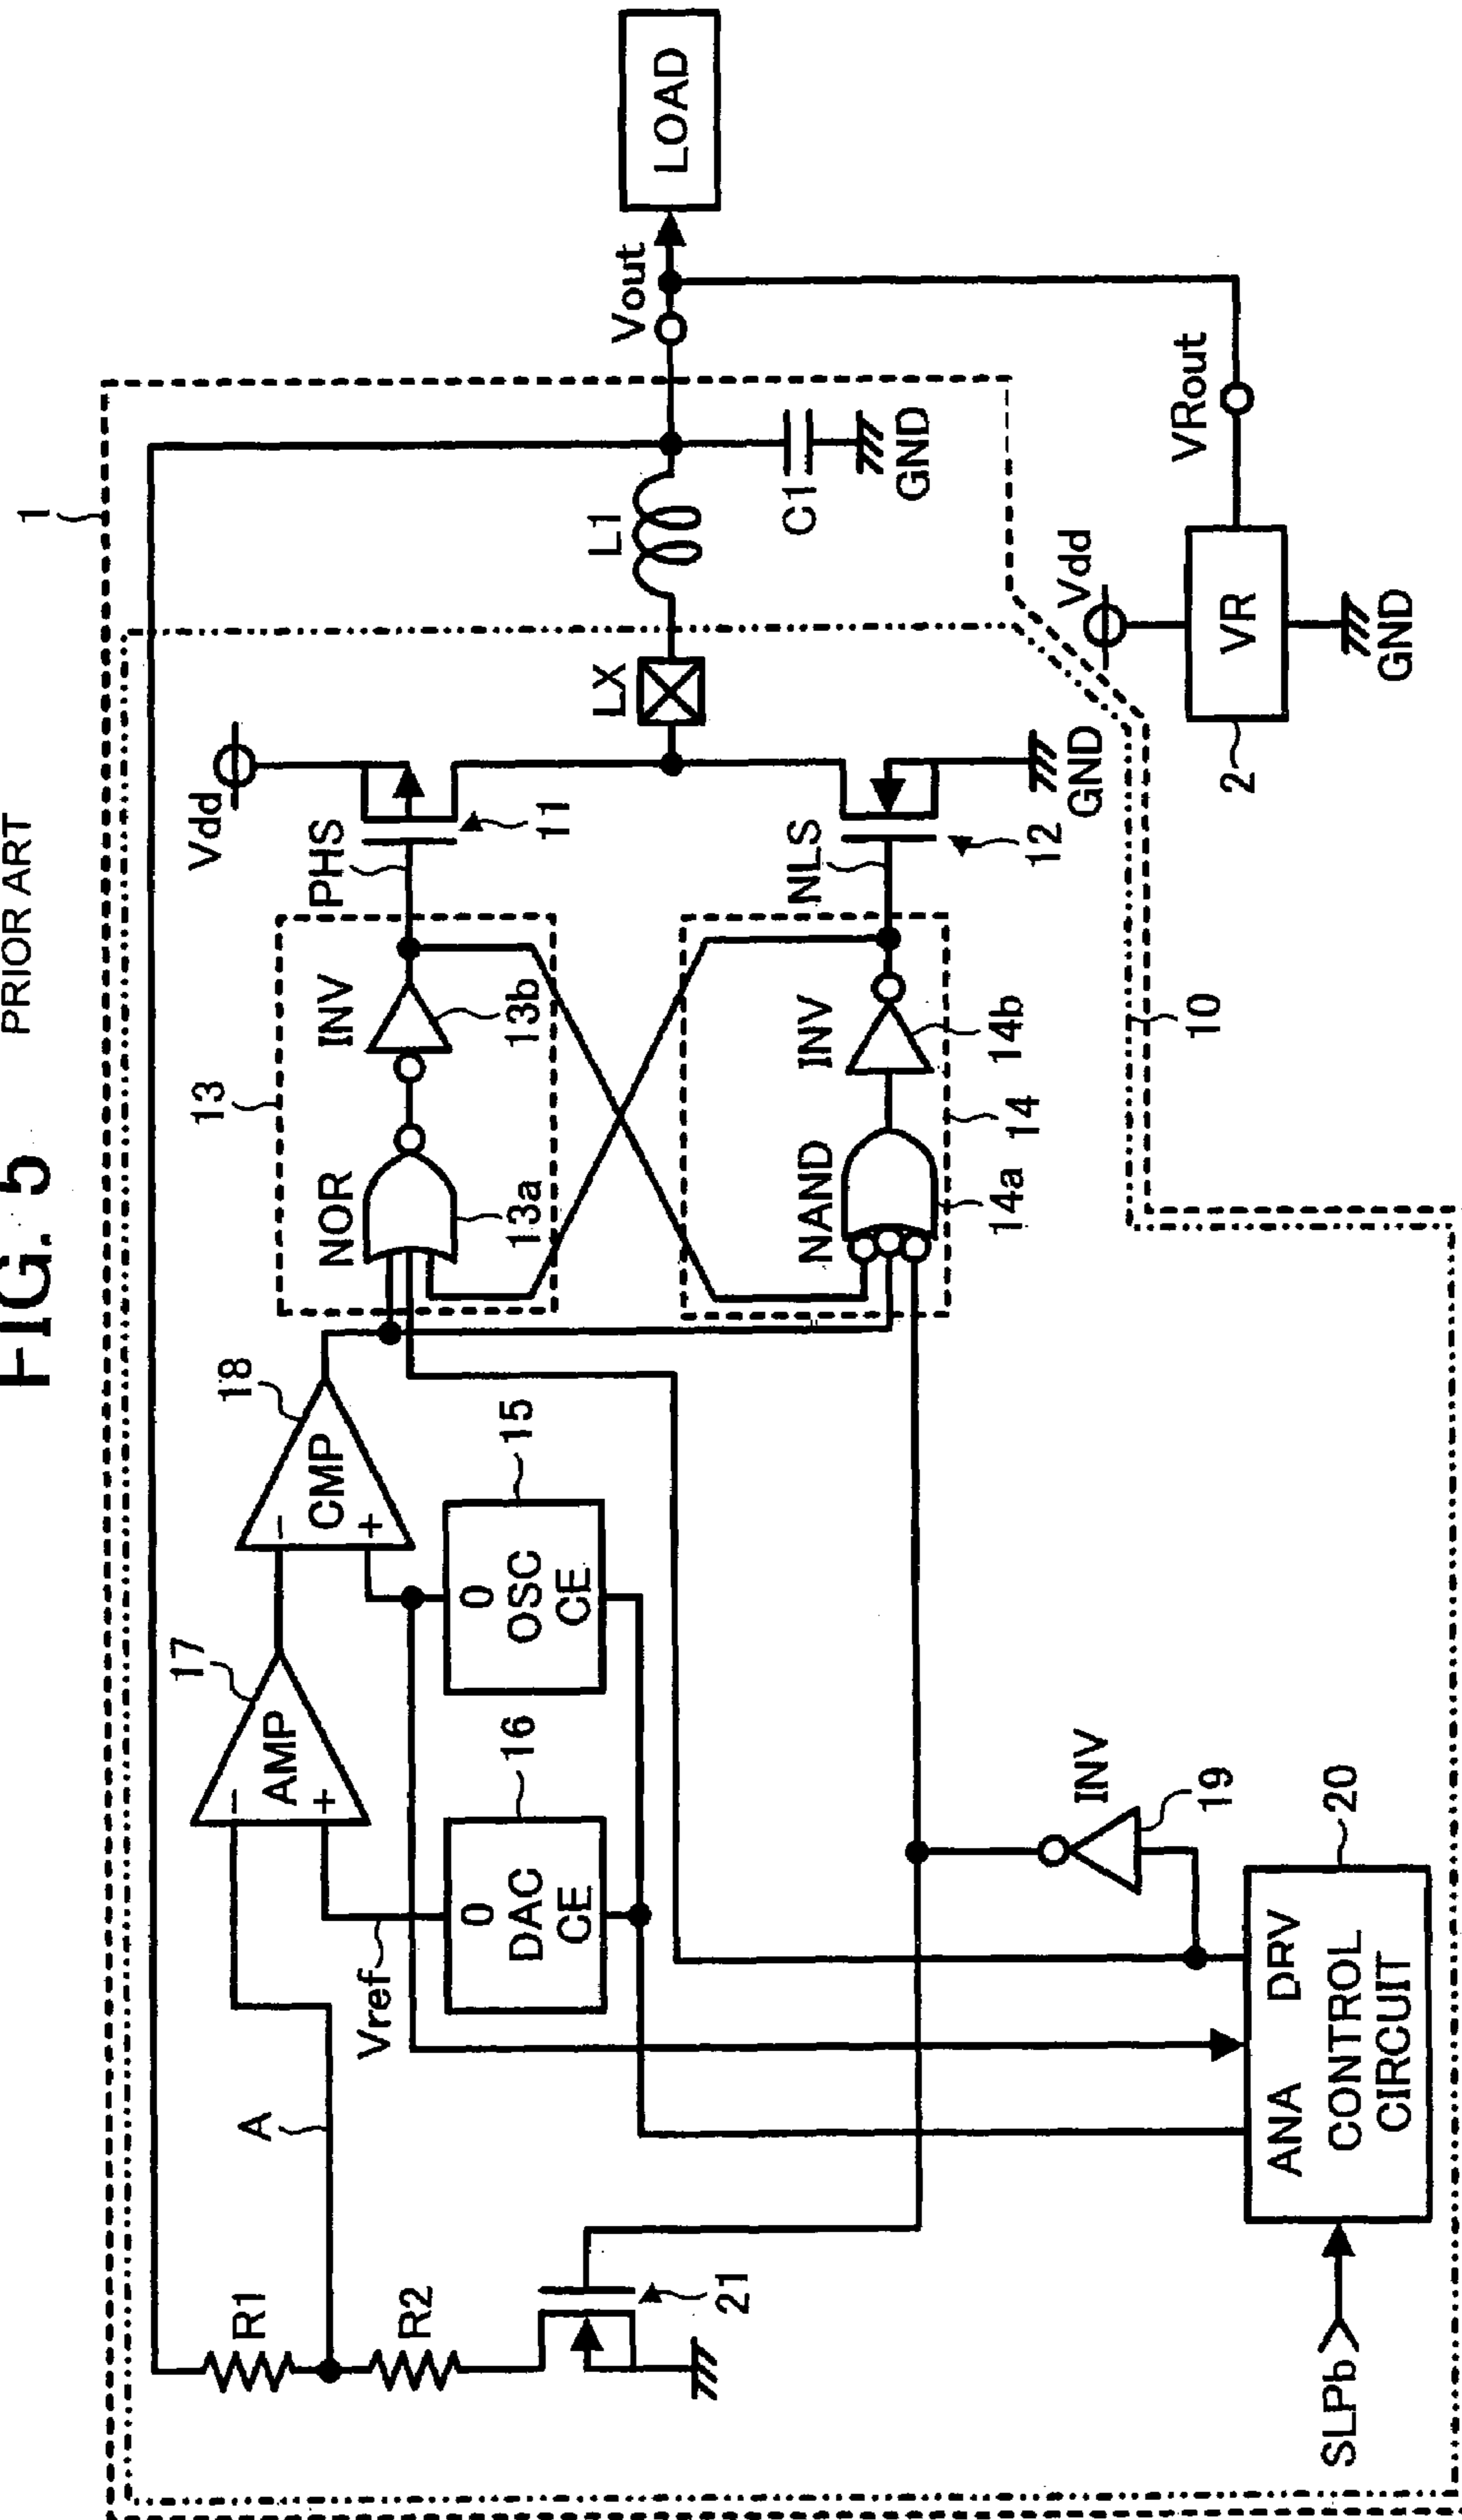 FIG. 5 PRIOR ART
1
R1
A
R2
21
Vref
17
AMP
−
+
16
0
DAC
CE
15
0
OSC
CE
18
CMP
−
+
13
NOR
13a
INV
13b
PHS
Vdd
11
LX
L1
C1
GND
Vout
LOAD
NAND
14a
14
INV
14b
NLS
12
GND
10
INV
19
SLPb
ANA
DRV
CONTROL
CIRCUIT
20
2
Vdd
VR
GND
VRout